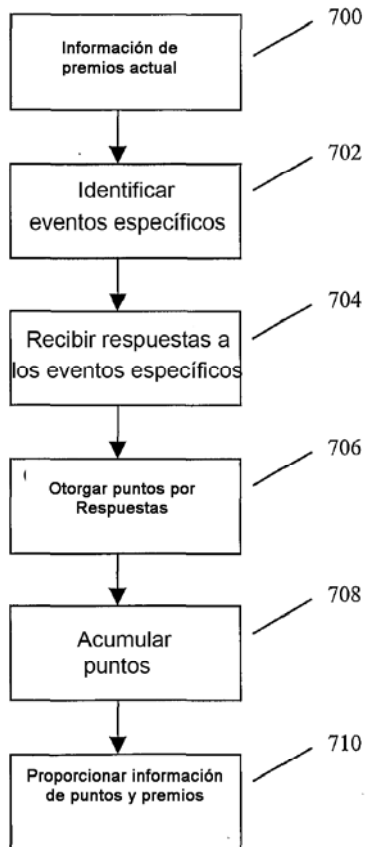 700
Información de
premios actual
702
Identificar
eventos específicos
704
Recibir respuestas a
los eventos específicos
706
Otorgar puntos por
Respuestas
708
Acumular
puntos
710
Proporcionar información
de puntos y premios